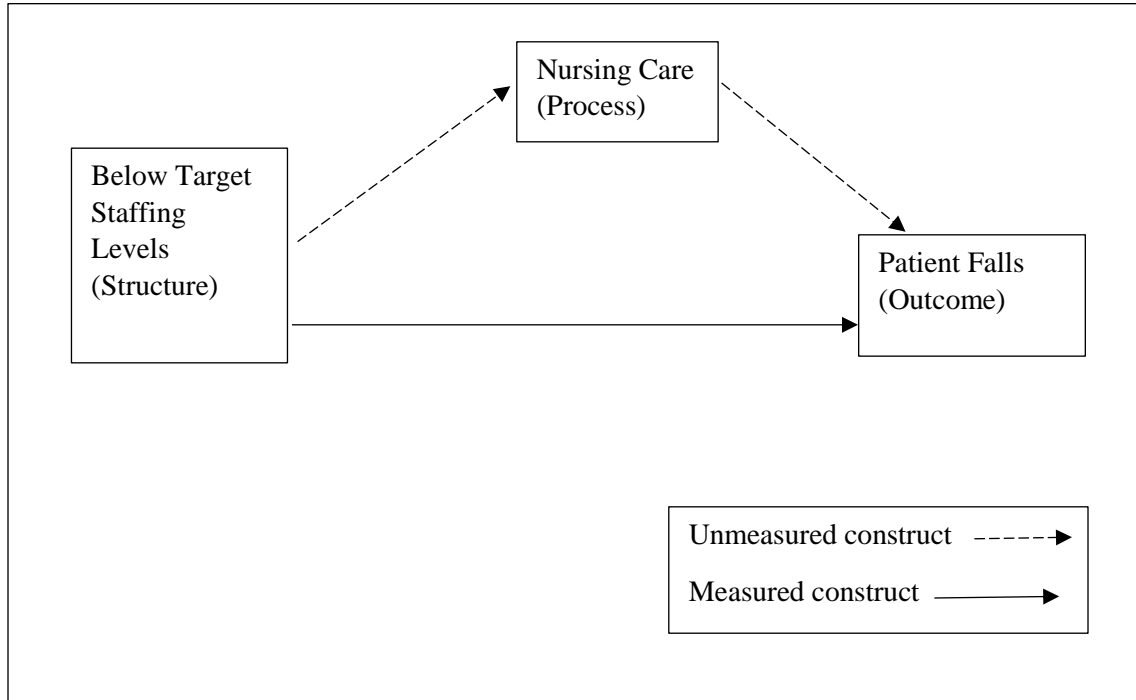 Nursing Care
(Process)
Below Target
Staffing
Levels
(Structure)
Patient Falls
(Outcome)
Unmeasured construct
Measured construct